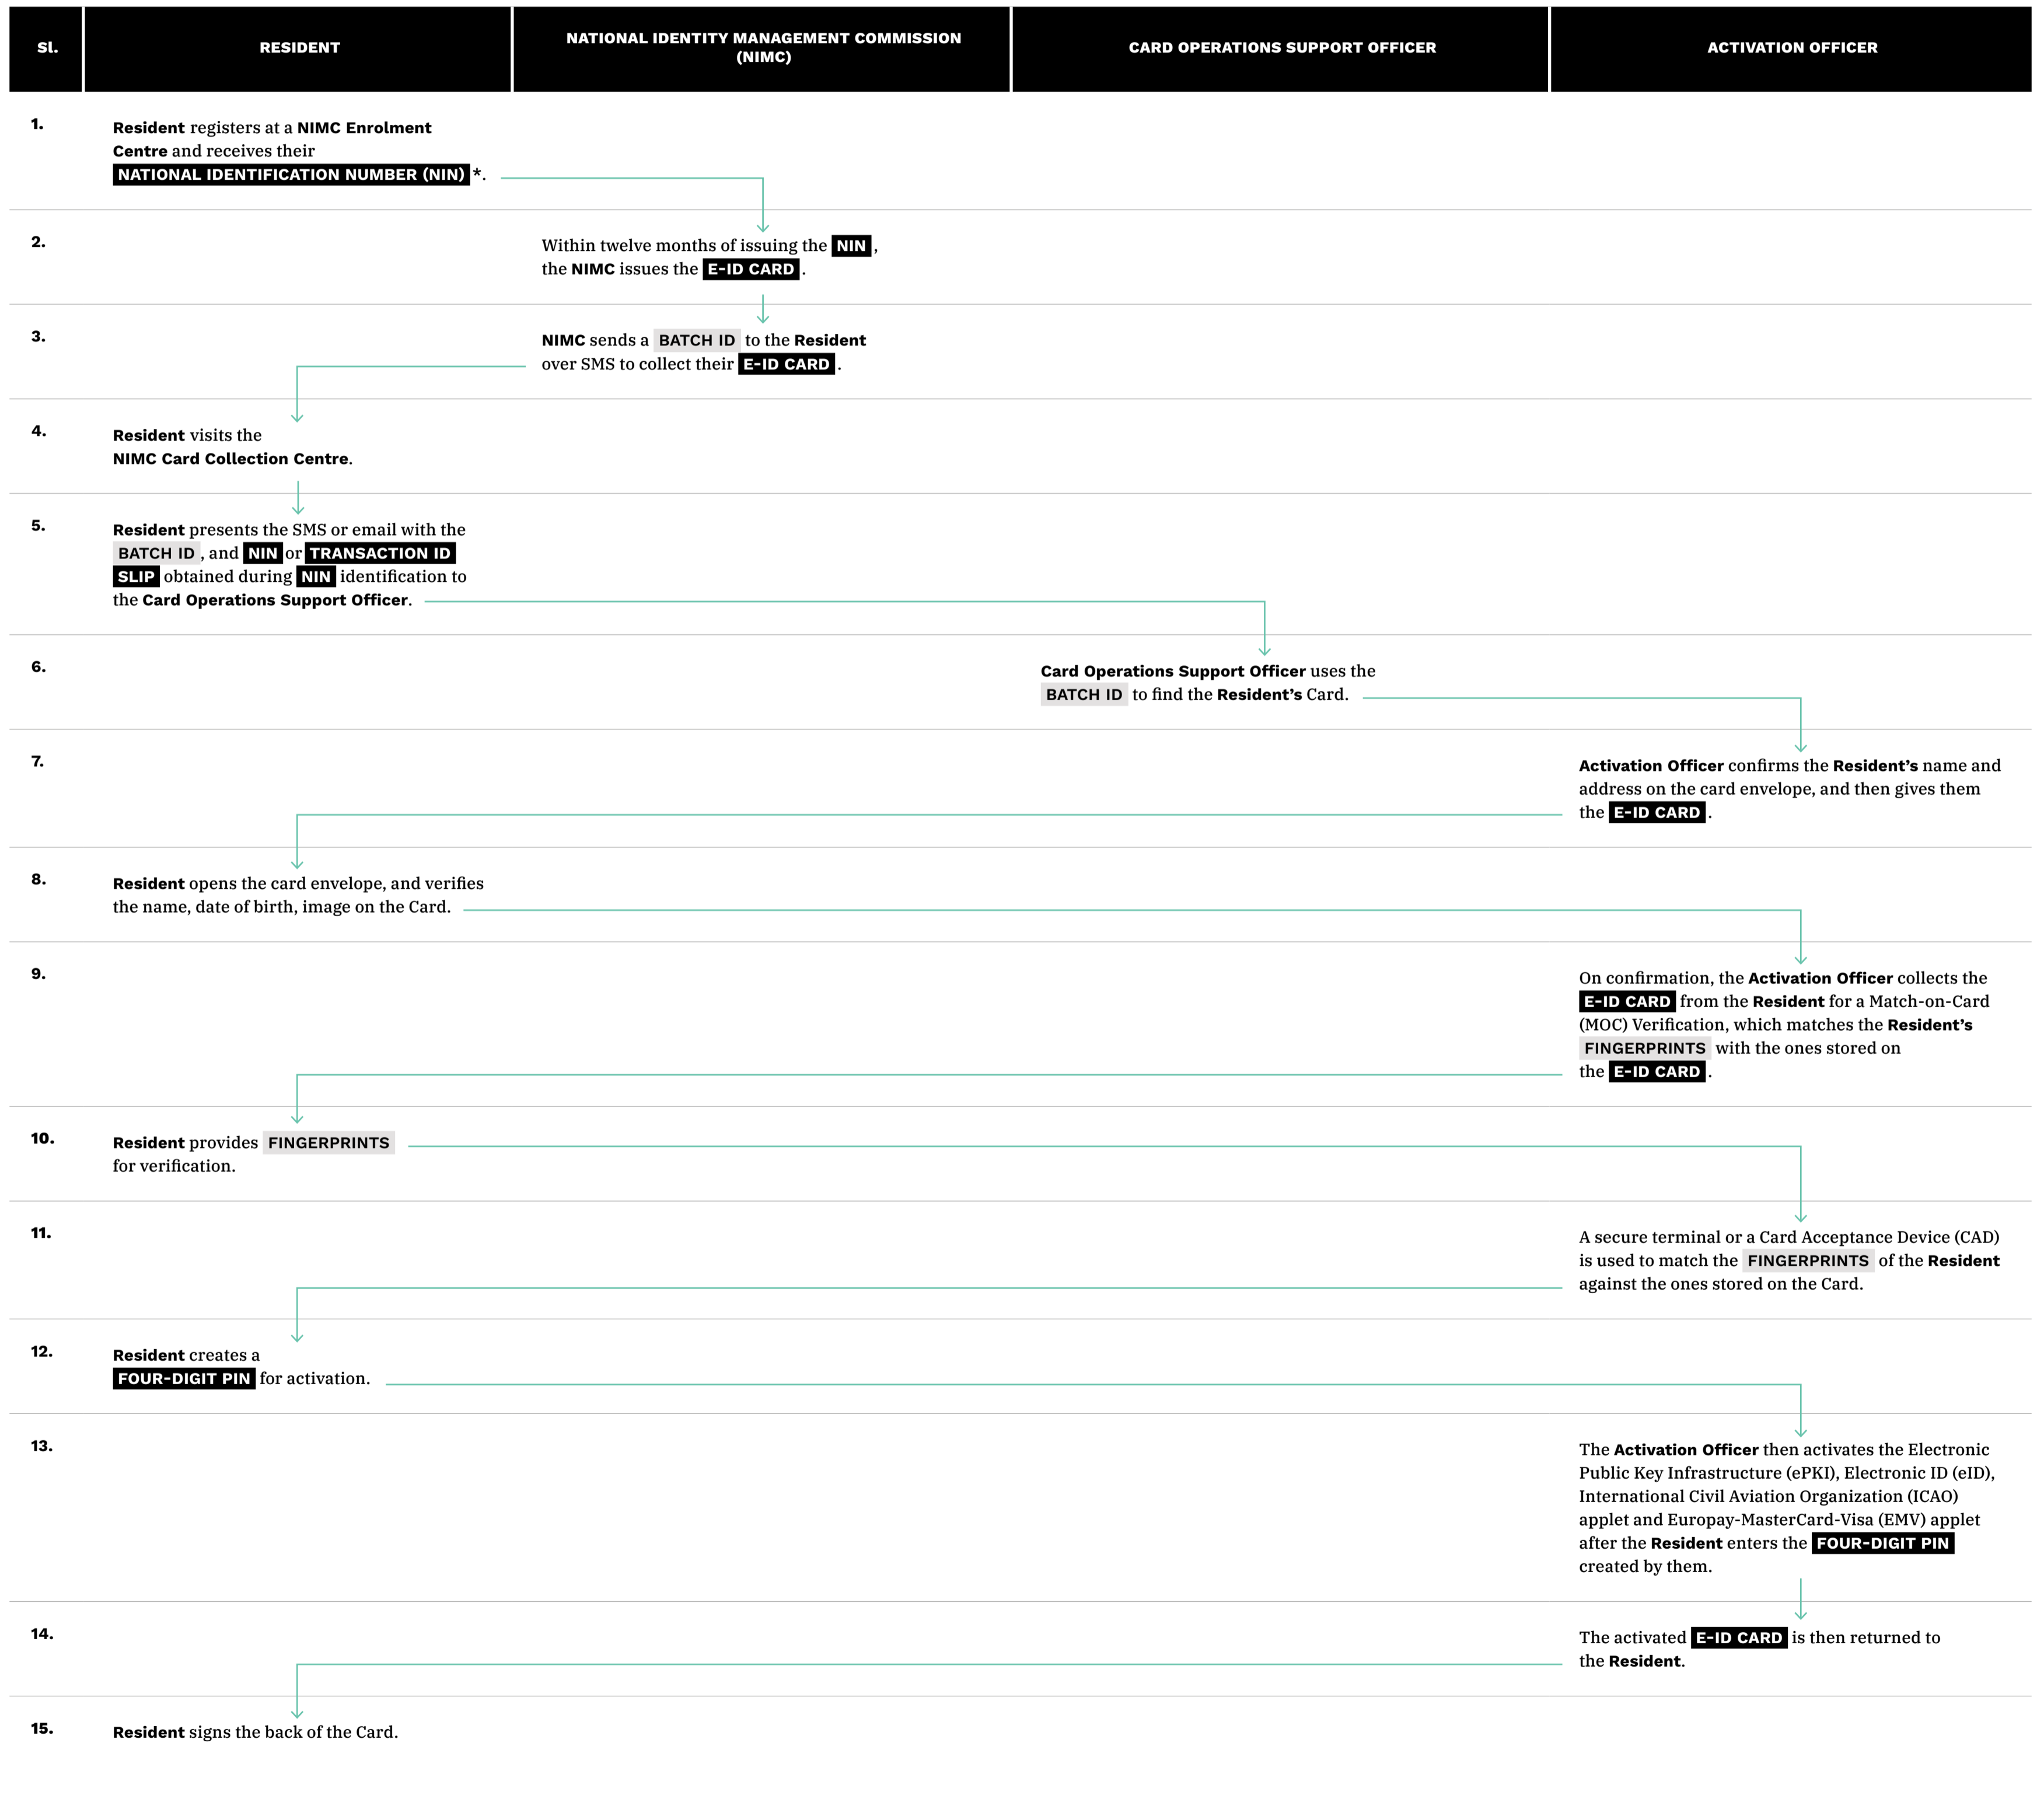 Sl.
RESIDENT
NATIONAL IDENTITY MANAGEMENT COMMISSION
(NIMC)
CARD OPERATIONS SUPPORT OFFICER
ACTIVATION OFFICER
1.
Resident registers at a NIMC Enrolment
Centre and receives their
NATIONAL IDENTIFICATION NUMBER (NIN) *.
2.
Within twelve months of issuing the NIN,
the NIMC issues the E-ID CARD.
3.
NIMC sends a BATCH ID to the Resident
over SMS to collect their E-ID CARD.
4.
Resident visits the
NIMC Card Collection Centre.
5.
Resident presents the SMS or email with the
BATCH ID, and NIN or TRANSACTION ID
SLIP obtained during NIN identification to
the Card Operations Support Officer.
6.
Card Operations Support Officer uses the
BATCH ID to find the Resident’s Card.
7.
Activation Officer confirms the Resident’s name and
address on the card envelope, and then gives them
the E-ID CARD.
8.
Resident opens the card envelope, and verifies
the name, date of birth, image on the Card.
9.
On confirmation, the Activation Officer collects the
E-ID CARD from the Resident for a Match-on-Card
(MOC) Verification, which matches the Resident’s
FINGERPRINTS with the ones stored on
the E-ID CARD.
10.
Resident provides FINGERPRINTS
for verification.
11.
A secure terminal or a Card Acceptance Device (CAD)
is used to match the FINGERPRINTS of the Resident
against the ones stored on the Card.
12.
Resident creates a
FOUR-DIGIT PIN for activation.
13.
The Activation Officer then activates the Electronic
Public Key Infrastructure (ePKI), Electronic ID (eID),
International Civil Aviation Organization (ICAO)
applet and Europay-MasterCard-Visa (EMV) applet
after the Resident enters the FOUR-DIGIT PIN
created by them.
14.
The activated E-ID CARD is then returned to
the Resident.
15.
Resident signs the back of the Card.